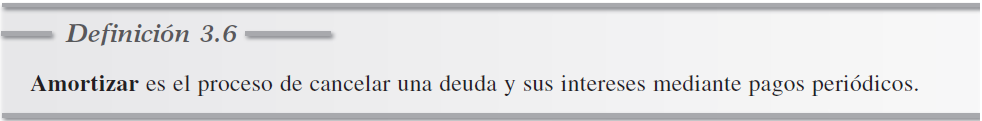 Definición 3.6
Amortizar es el proceso de cancelar una deuda y sus intereses mediante pagos periódicos.